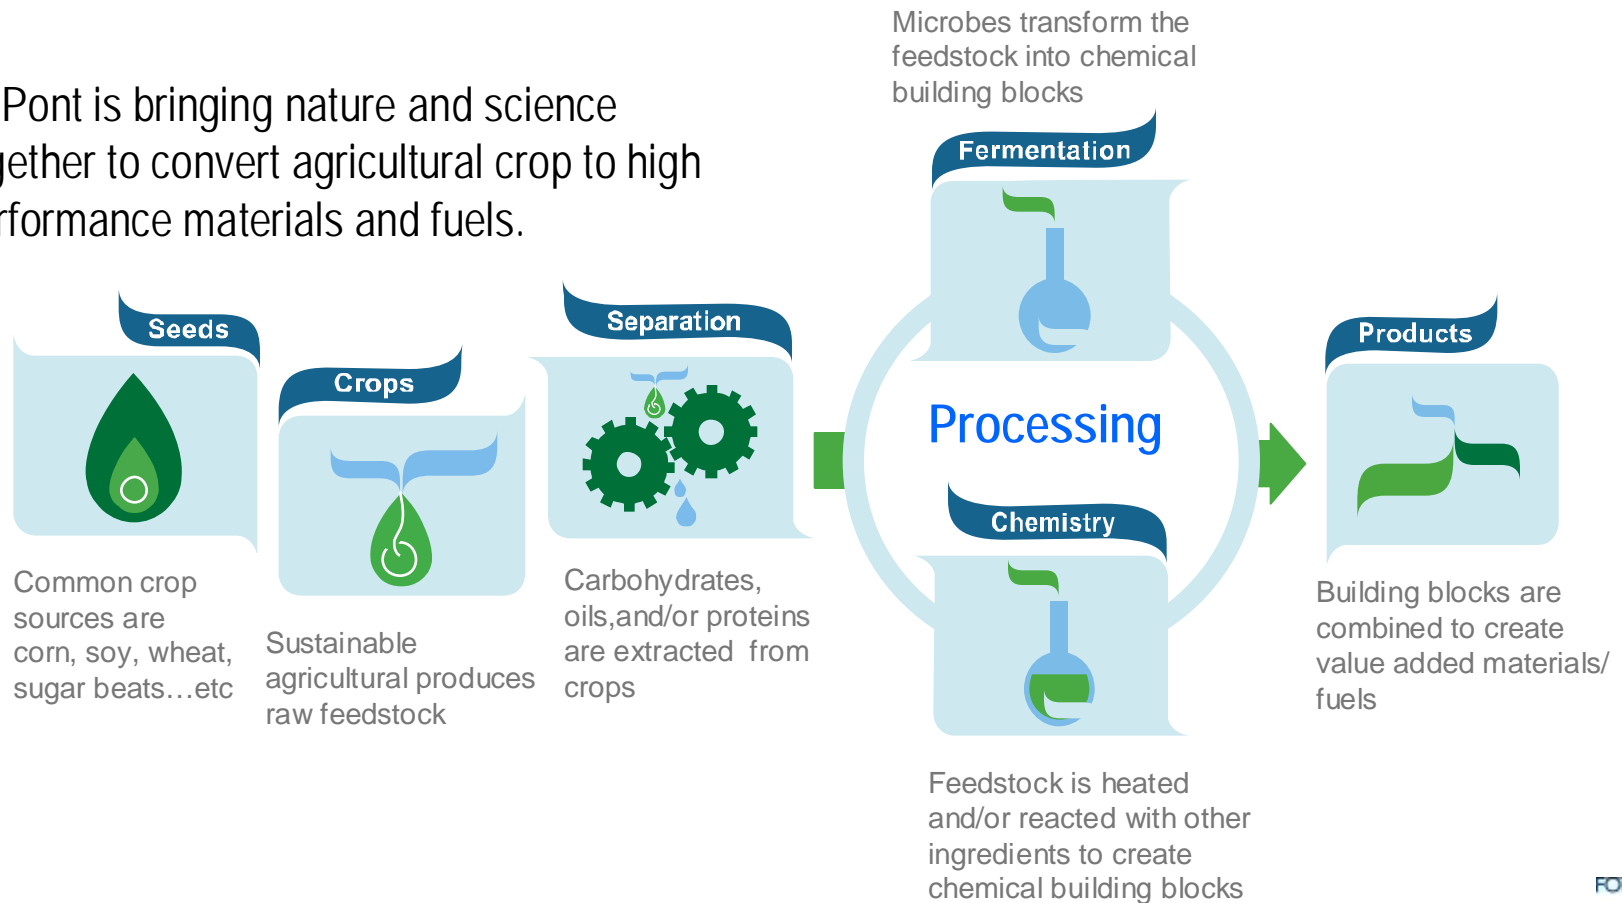 Pont is bringing nature and science
gether to convert agricultural crop to high
rformance materials and fuels.
Seeds
Common crop
sources are
corn, soy, wheat,
sugar beats…etc
Crops
Sustainable
agricultural produces
raw feedstock
Separation
Carbohydrates,
oils,and/or proteins
are extracted from
crops
Microbes transform the
feedstock into chemical
building blocks
Fermentation
Processing
Chemistry
Feedstock is heated
and/or reacted with other
ingredients to create
chemical building blocks
Products
Building blocks are
combined to create
value added materials/
fuels
FO